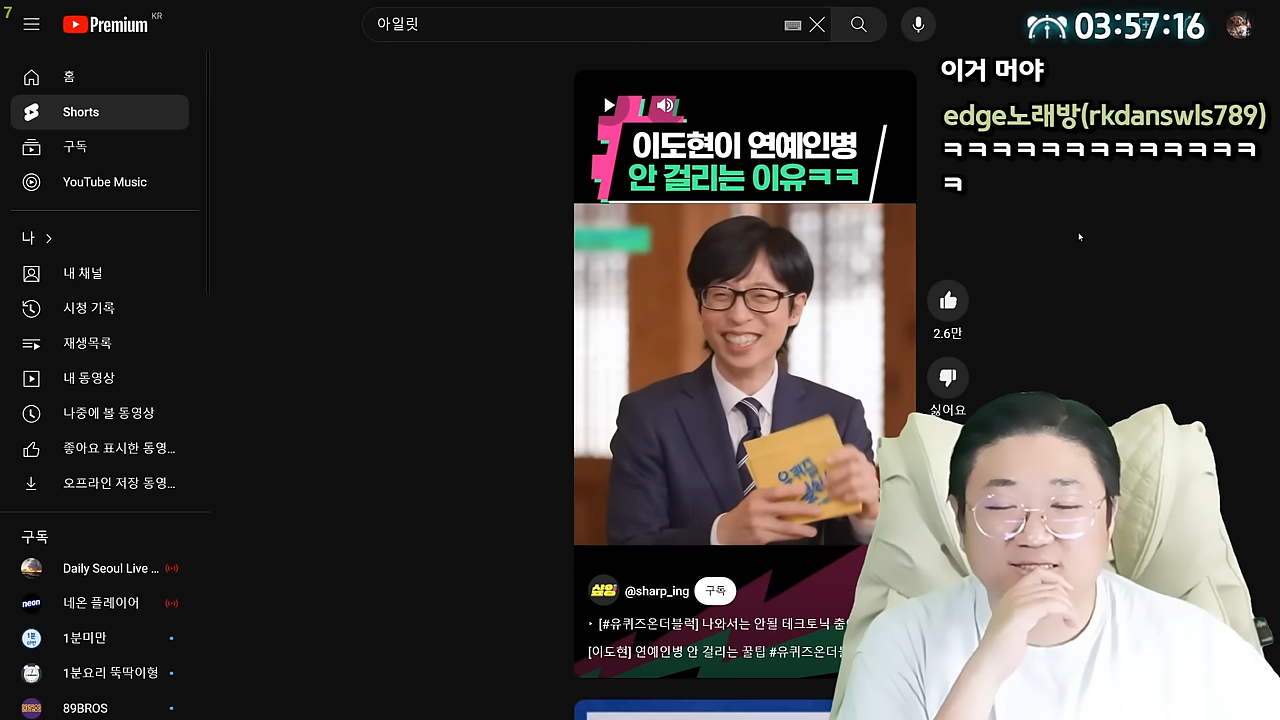 7
Premium KR
아일릿
03:57:16
이거 머야
edge노래방(rkdanswls789)
ㅋㅋㅋㅋㅋㅋㅋㅋㅋㅋㅋㅋㅋ
ㅋ
홈
Shorts
구독
YouTube Music
나
내 채널
시청 기록
재생목록
내 동영상
나중에 볼 동영상
좋아요 표시한 동영...
오프라인 저장 동영...
구독
Daily Seoul Live ...
neon 네온 플레이어
1분미만
1분요리 뚝딱이형
89BROS
이도현이 연예인병
안 걸리는 이유ㅋㅋ
유퀴즈
2.6만
싫어요
샾잉 @sharp_ing 구독
[#유퀴즈온더블럭] 나와서는 안될 테크토닉
[이도현] 연예인병 안 걸리는 꿀팁 #유퀴즈온더